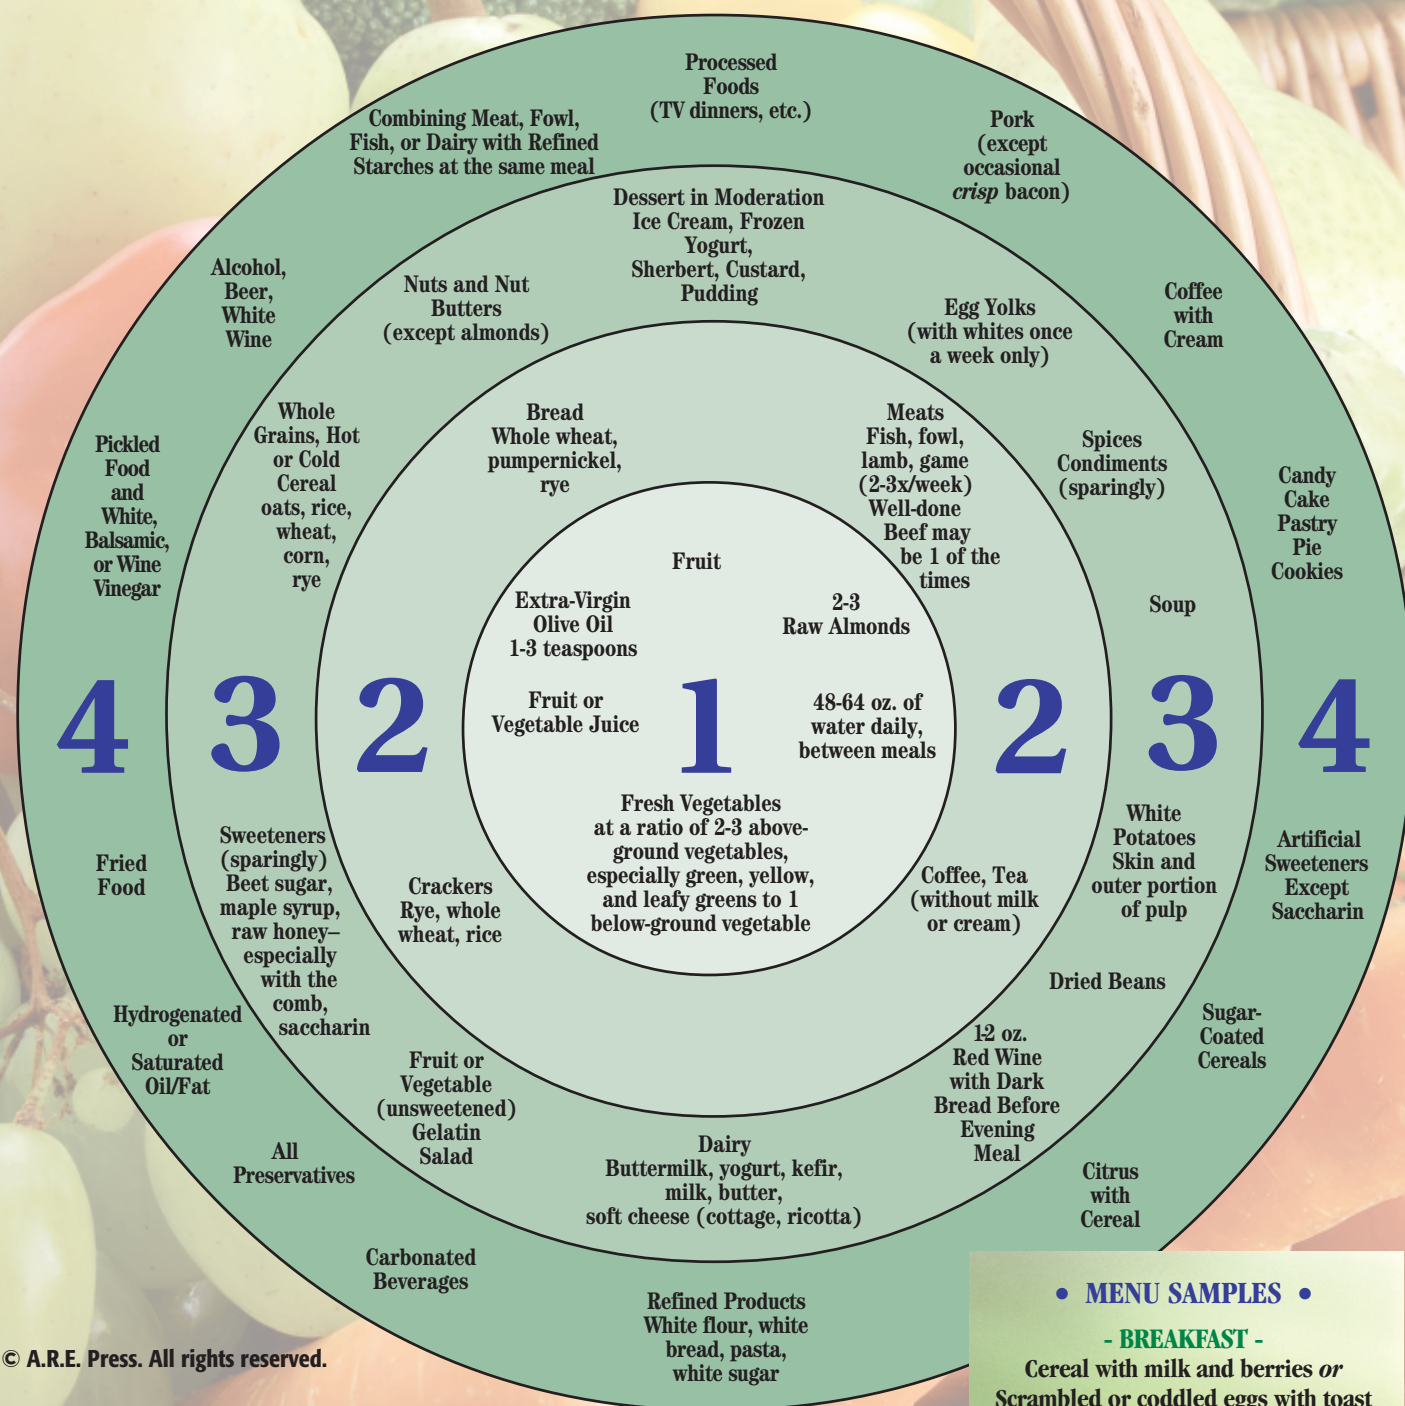 Processed
Foods
(TV dinners, etc.)
Combining Meat, Fowl,
Fish, or Dairy with Refined
Starches at the same meal
Pork
(except
occasional
crisp bacon)
Dessert in Moderation
Ice Cream, Frozen
Yogurt,
Sherbert, Custard,
Pudding
Alcohol,
Beer,
White
Wine
Nuts and Nut
Butters
(except almonds)
Egg Yolks
(with whites once
a week only)
Coffee
with
Cream
Pickled
Food
and
White,
Balsamic,
or Wine
Vinegar
Whole
Grains, Hot
or Cold
Cereal
oats, rice,
wheat,
corn,
rye
Bread
Whole wheat,
pumpernickel,
rye
Meats
Fish, fowl,
lamb, game
(2-3x/week)
Well-done
Beef may
be 1 of the
times
Spices
Condiments
(sparingly)
Candy
Cake
Pastry
Pie
Cookies
Fruit
Extra-Virgin
Olive Oil
1-3 teaspoons
2-3
Raw Almonds
Soup
Fruit or
Vegetable Juice
48-64 oz. of
water daily,
between meals
4 3 2 1 2 3 4
Fresh Vegetables
at a ratio of 2-3 above-
ground vegetables,
especially green, yellow,
and leafy greens to 1
below-ground vegetable
Fried
Food
Sweeteners
(sparingly)
Beet sugar,
maple syrup,
raw honey–
especially
with the
comb,
saccharin
Crackers
Rye, whole
wheat, rice
Coffee, Tea
(without milk
or cream)
White
Potatoes
Skin and
outer portion
of pulp
Artificial
Sweeteners
Except
Saccharin
Dried Beans
Hydrogenated
or
Saturated
Oil/Fat
Sugar-
Coated
Cereals
Fruit or
Vegetable
(unsweetened)
Gelatin
Salad
12 oz.
Red Wine
with Dark
Bread Before
Evening
Meal
All
Preservatives
Dairy
Buttermilk, yogurt, kefir,
milk, butter,
soft cheese (cottage, ricotta)
Citrus
with
Cereal
Carbonated
Beverages
Refined Products
White flour, white
bread, pasta,
white sugar
© A.R.E. Press. All rights reserved.
• MENU SAMPLES •
- BREAKFAST -
Cereal with milk and berries or
Scrambled or coddled eggs with toast